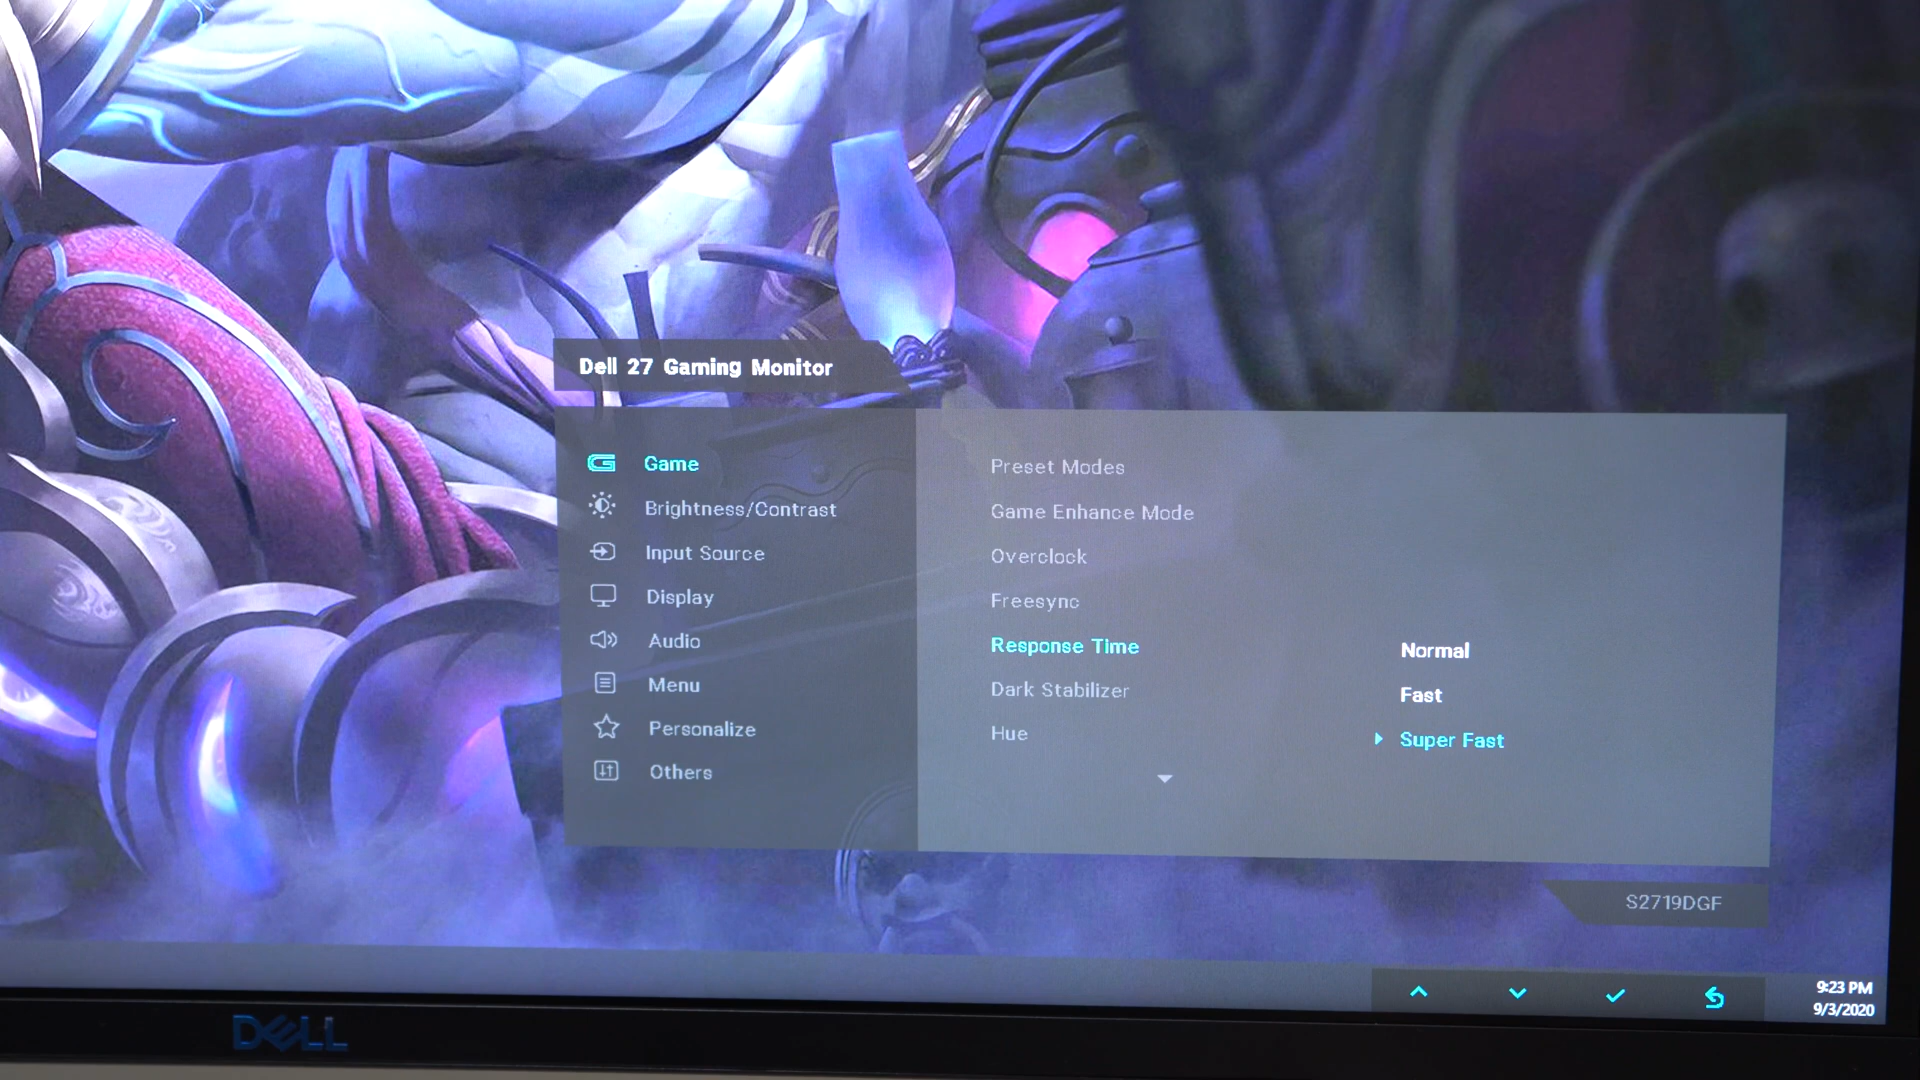 Dell 27 Gaming Monitor
Game
Brightness/Contrast
Input Source
Display
Audio
Menu
Personalize
Others
Preset Modes
Game Enhance Mode
Overclock
Freesync
Response Time
Dark Stabilizer
Hue
Normal
Fast
Super Fast
S2719DGF
9:23 PM
9/3/2020
DELL